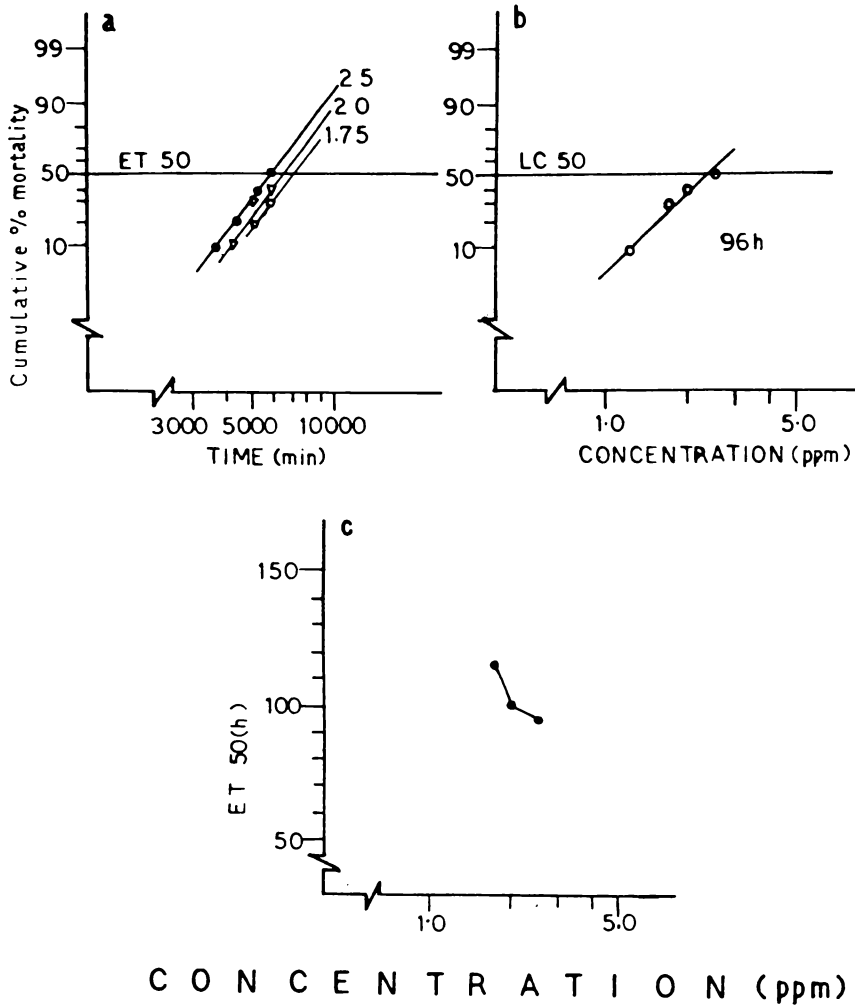 a
Cumulative % mortality
99
90
50
10
ET 50
2 5
2 0
1.75
3000 5000 10000
TIME (min)
b
99
90
50
10
LC 50
96h
1.0 5.0
CONCENTRATION (ppm)
c
ET 50(h)
150
100
50
1.0 5.0
CONCENTRATION (ppm)